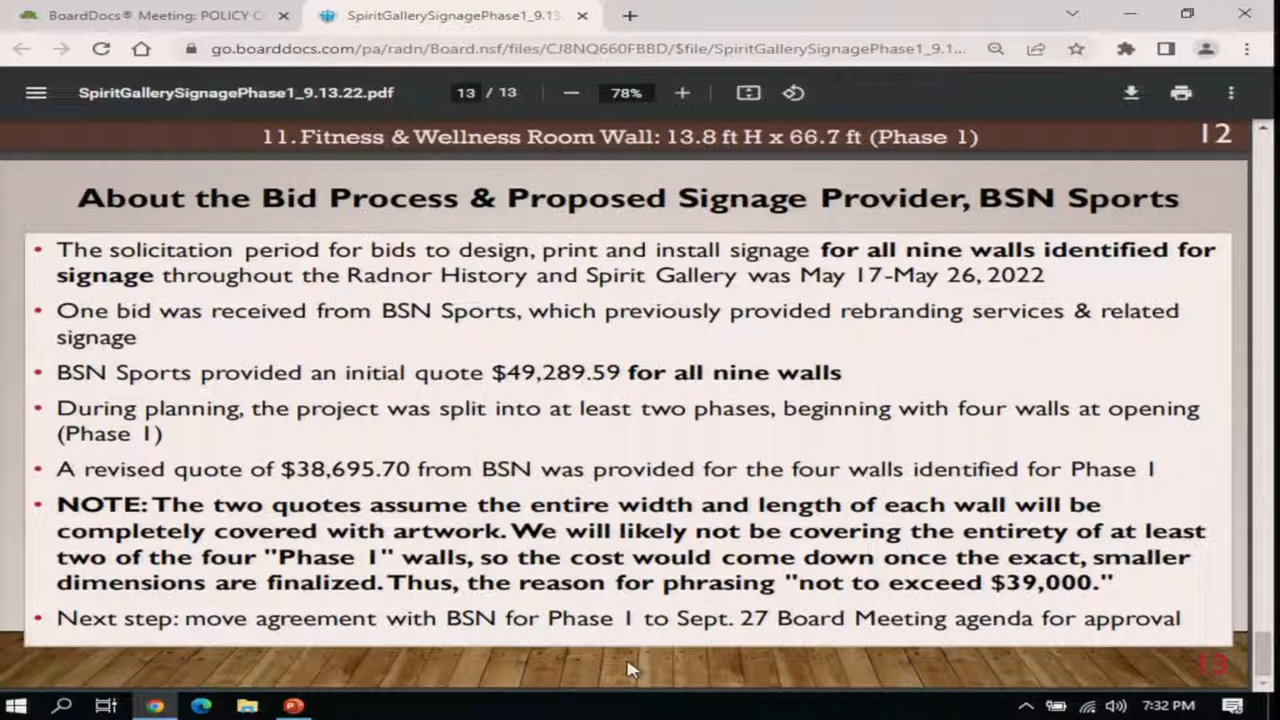 BoardDocs® Meeting: POLICY C
SpiritGallerySignagePhase1_9.13
go.boarddocs.com/pa/radn/Board.nsf/files/CJ8NQ660FBBD/$file/SpiritGallerySignagePhase1_9.1...
SpiritGallerySignagePhase1_9.13.22.pdf
13 / 13
78%
11. Fitness & Wellness Room Wall: 13.8 ft H x 66.7 ft (Phase 1)
12
About the Bid Process & Proposed Signage Provider, BSN Sports
• The solicitation period for bids to design, print and install signage for all nine walls identified for
signage throughout the Radnor History and Spirit Gallery was May 17-May 26, 2022
• One bid was received from BSN Sports, which previously provided rebranding services & related
signage
• BSN Sports provided an initial quote $49,289.59 for all nine walls
• During planning, the project was split into at least two phases, beginning with four walls at opening
(Phase 1)
• A revised quote of $38,695.70 from BSN was provided for the four walls identified for Phase 1
• NOTE: The two quotes assume the entire width and length of each wall will be
completely covered with artwork. We will likely not be covering the entirety of at least
two of the four "Phase 1" walls, so the cost would come down once the exact, smaller
dimensions are finalized. Thus, the reason for phrasing "not to exceed $39,000."
• Next step: move agreement with BSN for Phase 1 to Sept. 27 Board Meeting agenda for approval
13
7:32 PM